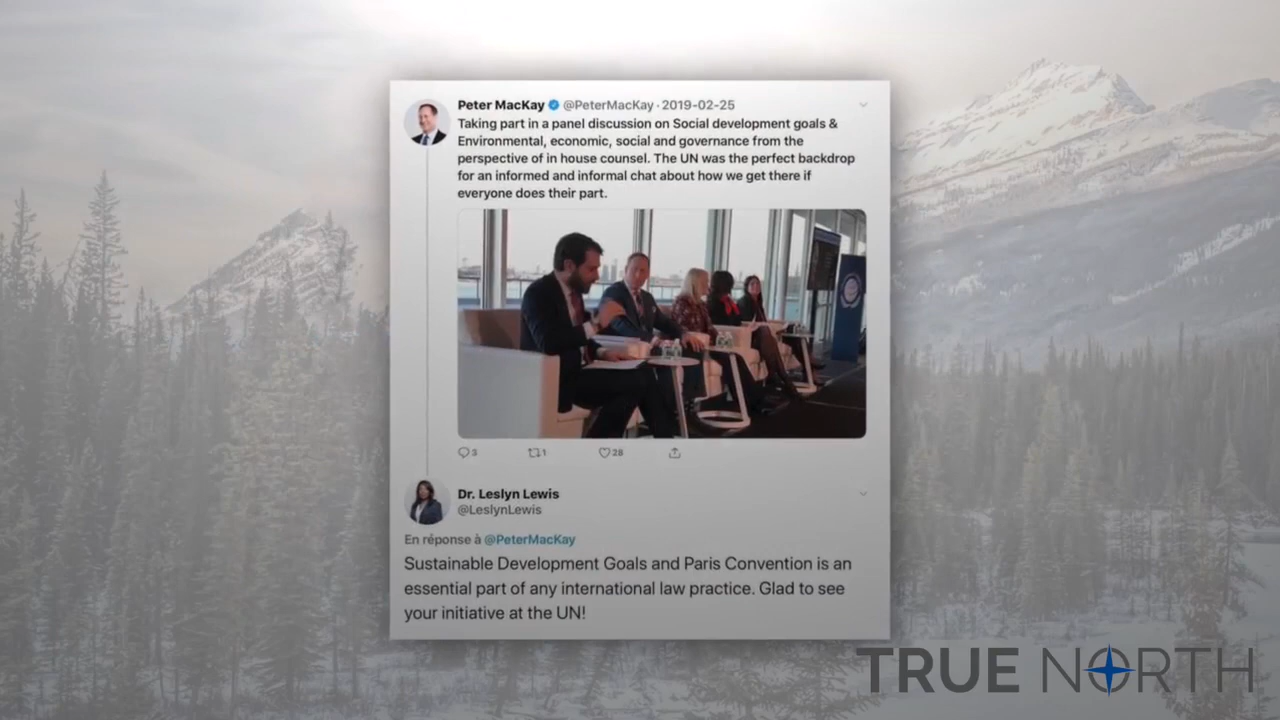 Peter MacKay @PeterMacKay · 2019-02-25
Taking part in a panel discussion on Social development goals &
Environmental, economic, social and governance from the
perspective of in house counsel. The UN was the perfect backdrop
for an informed and informal chat about how we get there if
everyone does their part.
3 1 28
Dr. Leslyn Lewis
@LeslynLewis
En réponse à @PeterMacKay
Sustainable Development Goals and Paris Convention is an
essential part of any international law practice. Glad to see
your initiative at the UN!
TRUE NORTH